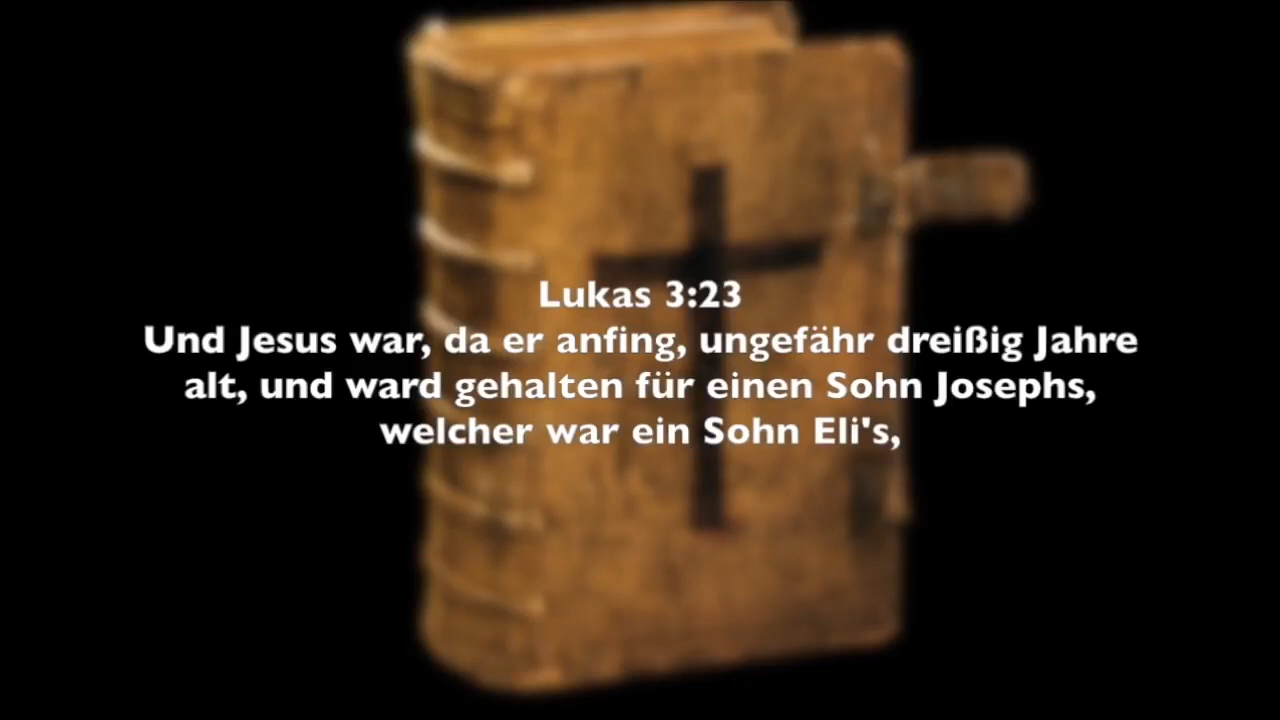 Lukas 3:23
Und Jesus war, da er anfing, ungefähr dreißig Jahre
alt, und ward gehalten für einen Sohn Josephs,
welcher war ein Sohn Eli's,